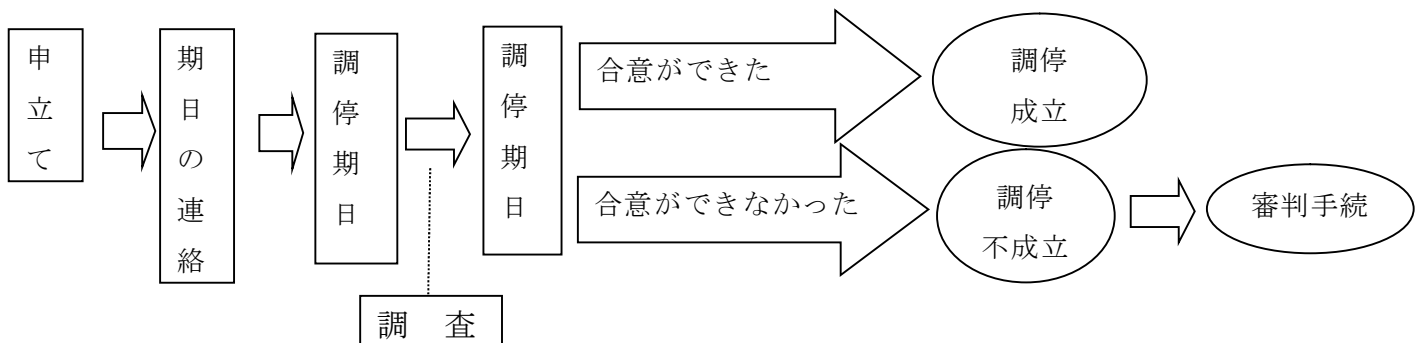 申立て
期日の連絡
調停期日
調停期日
合意ができた
調停
成立
合意ができなかった
調停
不成立
審判手続
調　査